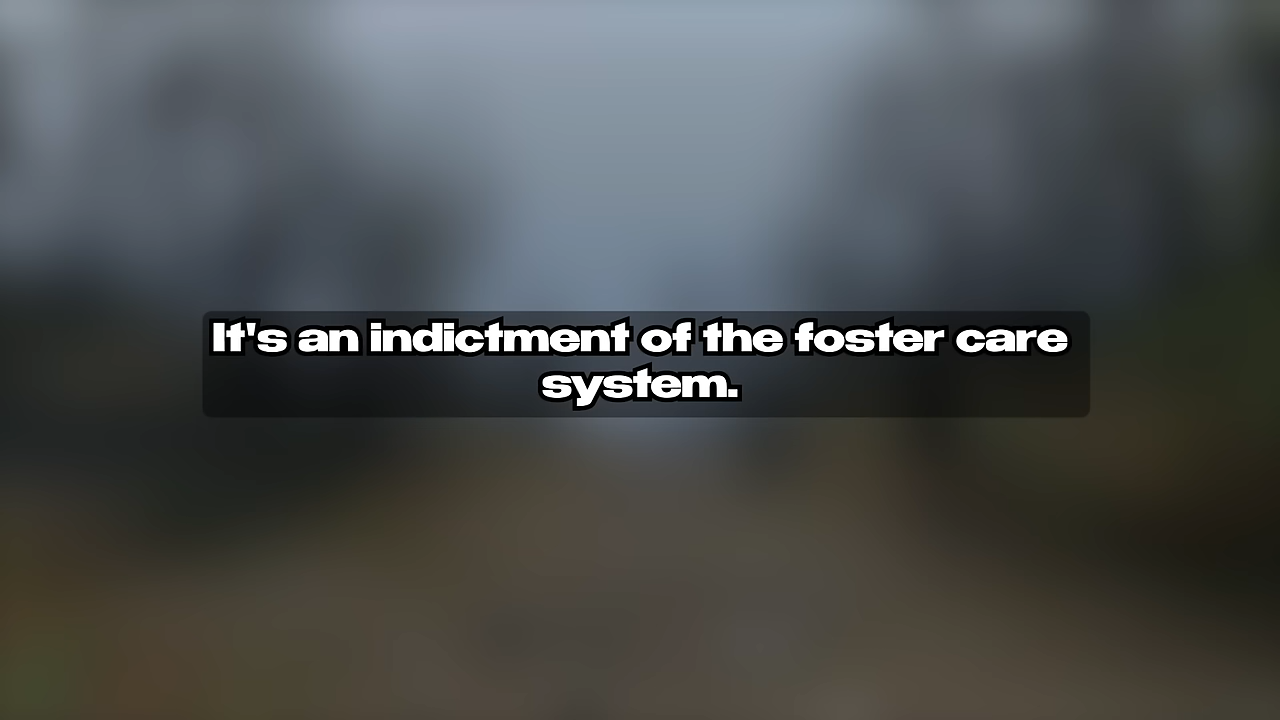 It's an indictment of the foster care
system.